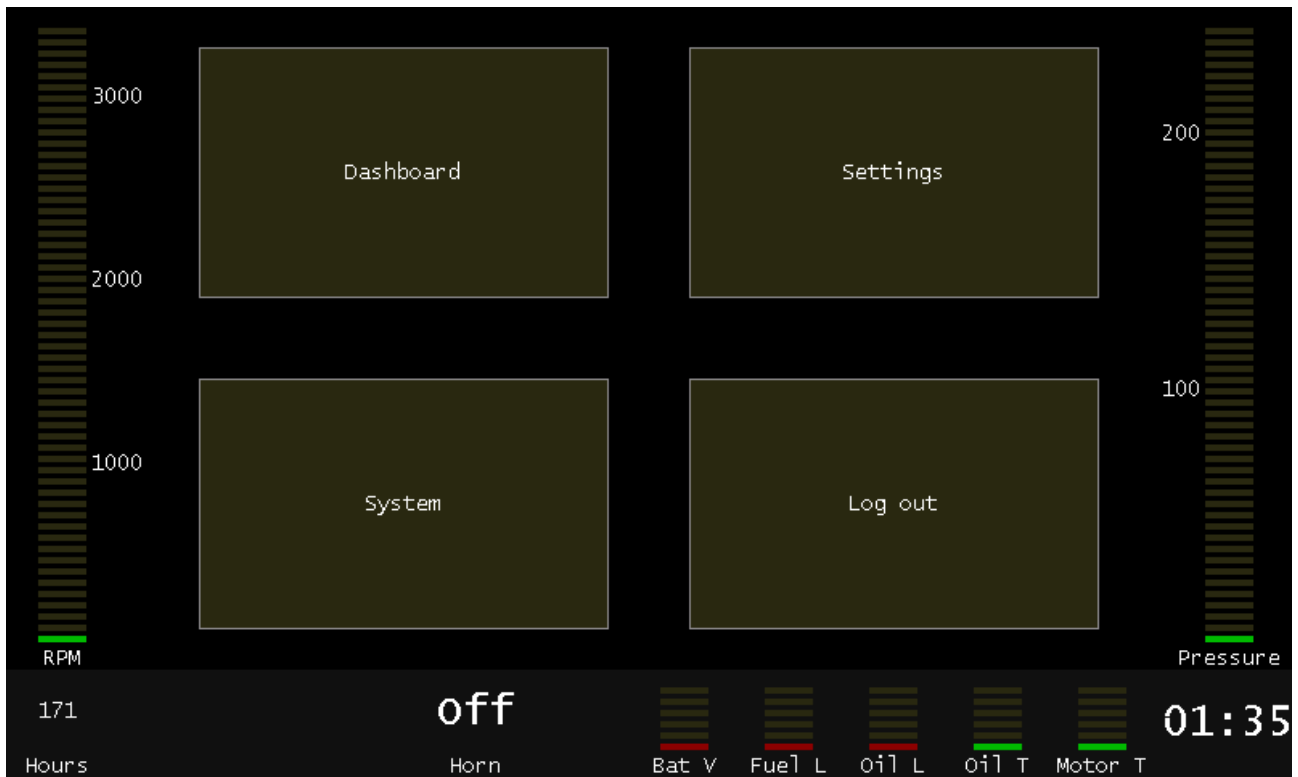 3000
200
Dashboard
Settings
2000
100
1000
System
Log out
RPM
Pressure
171
Off
01:35
Hours
Horn
Bat V
Fuel L
Oil L
Oil T
Motor T